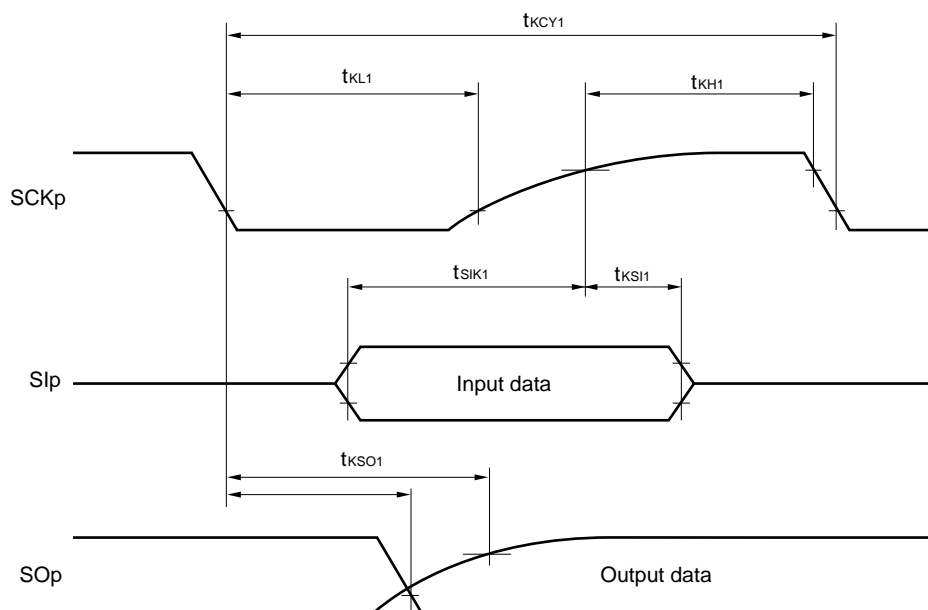 tKCY1
tKL1
tKH1
SCKp
tSIK1
tKSI1
SIp
Input data
tKSO1
SOp
Output data